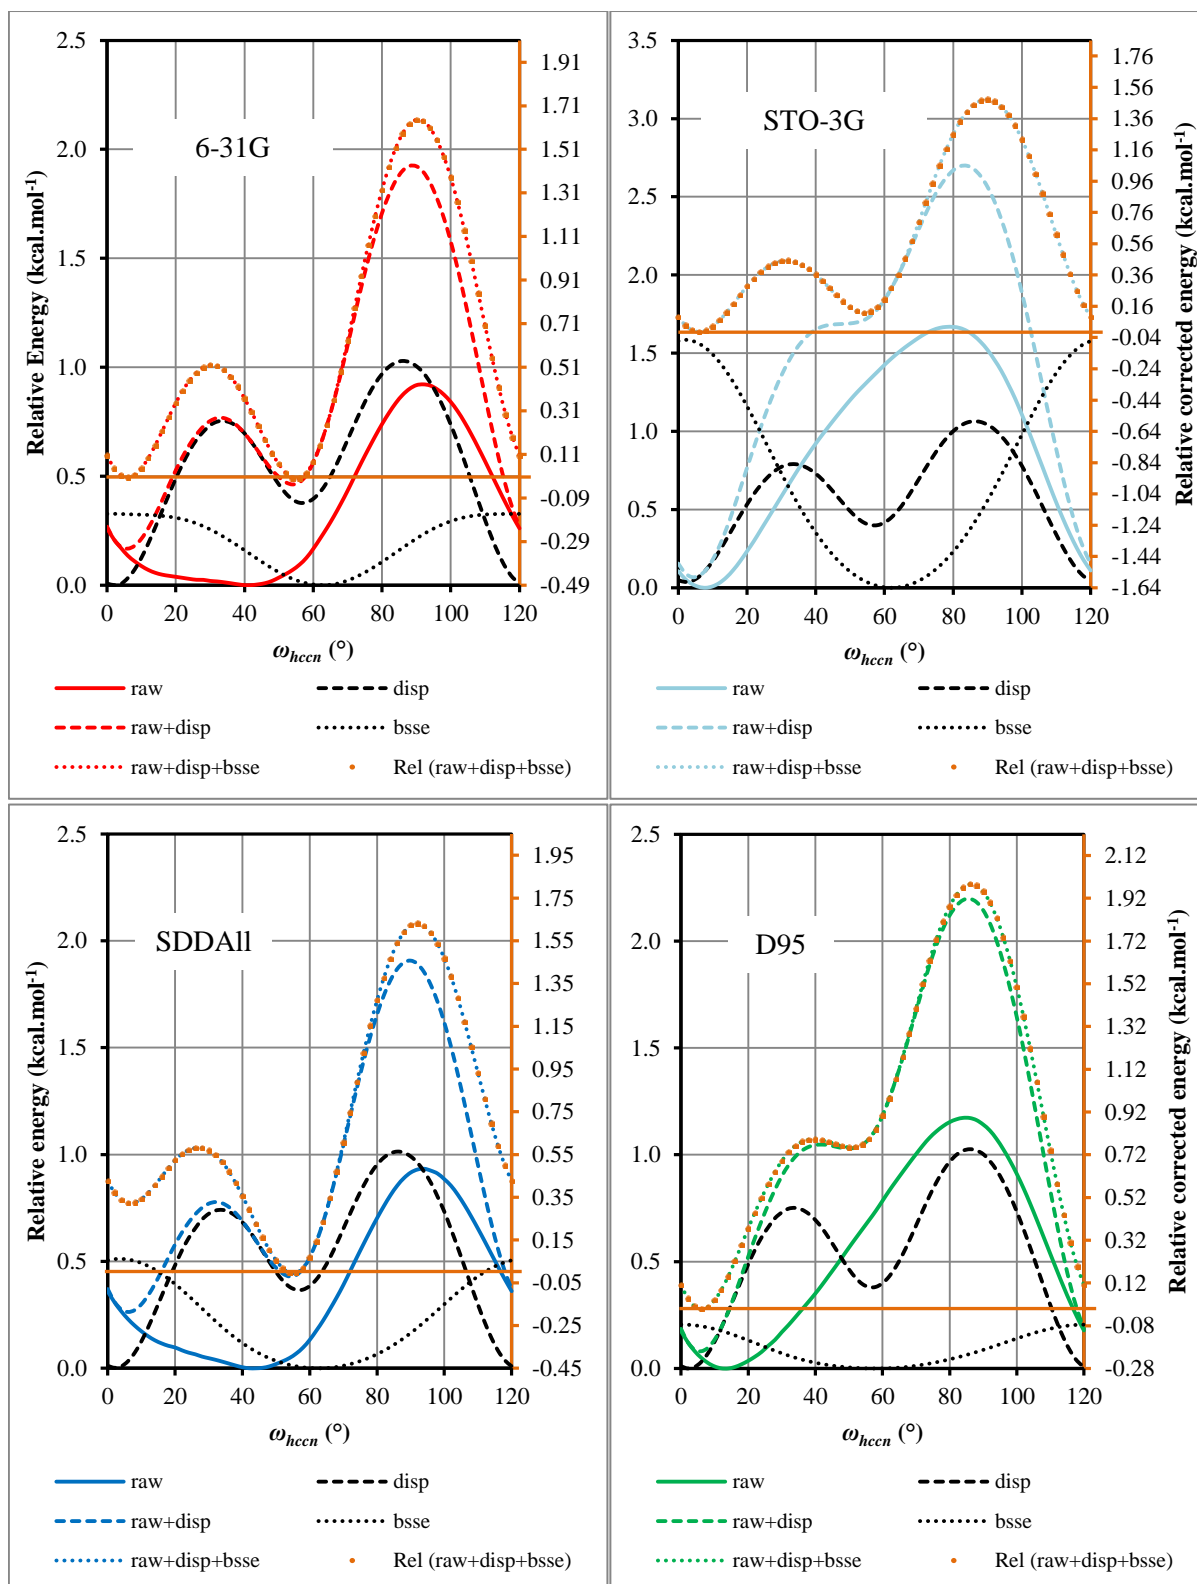 6-31G
Relative Energy (kcal.mol-1)
2.5
2.0
1.5
1.0
0.5
0.0
1.91
1.71
1.51
1.31
1.11
0.91
0.71
0.51
0.31
0.11
-0.09
-0.29
-0.49
0 20 40 60 80 100 120
ωhccn (°)
raw disp
raw+disp bsse
raw+disp+bsse Rel (raw+disp+bsse)
STO-3G
3.5
3.0
2.5
2.0
1.5
1.0
0.5
0.0
1.76
1.56
1.36
1.16
0.96
0.76
0.56
0.36
0.16
-0.04
-0.24
-0.44
-0.64
-0.84
-1.04
-1.24
-1.44
-1.64
Relative corrected energy (kcal.mol-1)
0 20 40 60 80 100 120
ωhccn (°)
raw disp
raw+disp bsse
raw+disp+bsse Rel (raw+disp+bsse)
SDDAll
Relative energy (kcal.mol-1)
2.5
2.0
1.5
1.0
0.5
0.0
1.95
1.75
1.55
1.35
1.15
0.95
0.75
0.55
0.35
0.15
-0.05
-0.25
-0.45
0 20 40 60 80 100 120
ωhccn (°)
raw disp
raw+disp bsse
raw+disp+bsse Rel (raw+disp+bsse)
D95
2.5
2.0
1.5
1.0
0.5
0.0
2.12
1.92
1.72
1.52
1.32
1.12
0.92
0.72
0.52
0.32
0.12
-0.08
-0.28
Relative corrected energy (kcal.mol-1)
0 20 40 60 80 100 120
ωhccn (°)
raw disp
raw+disp bsse
raw+disp+bsse Rel (raw+disp+bsse)